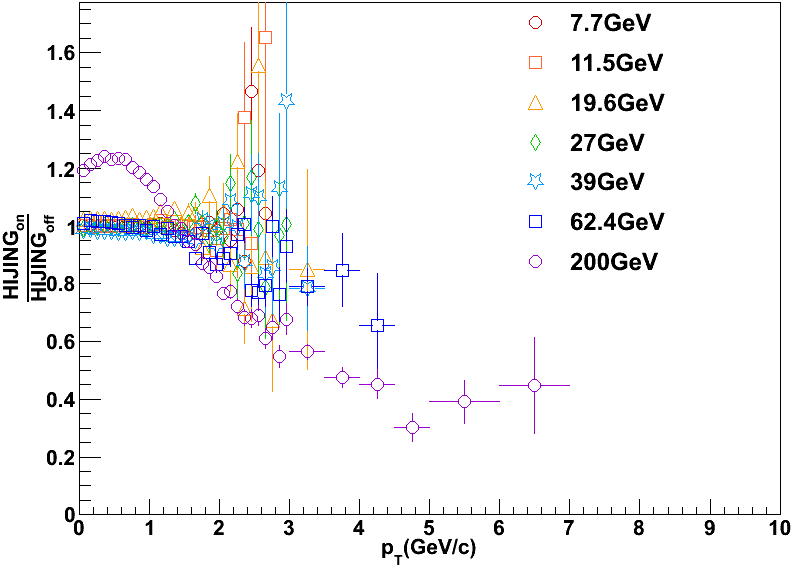 7.7GeV
11.5GeV
19.6GeV
27GeV
39GeV
62.4GeV
200GeV
HIJINGon
HIJINGoff
1.6
1.4
1.2
1
0.8
0.6
0.4
0.2
0
0 1 2 3 4 5 6 7 8 9 10
pT(GeV/c)